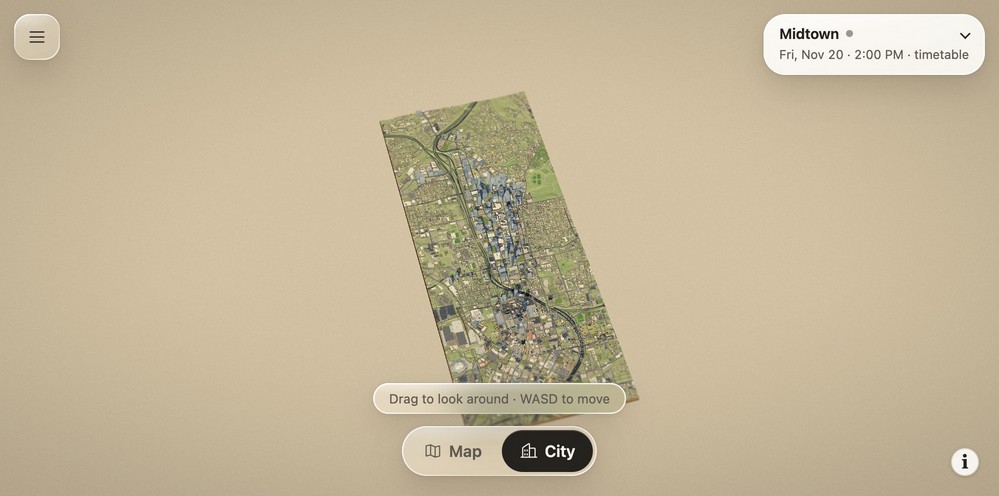 Midtown
Fri, Nov 20 · 2:00 PM · timetable
Drag to look around · WASD to move
Map
City